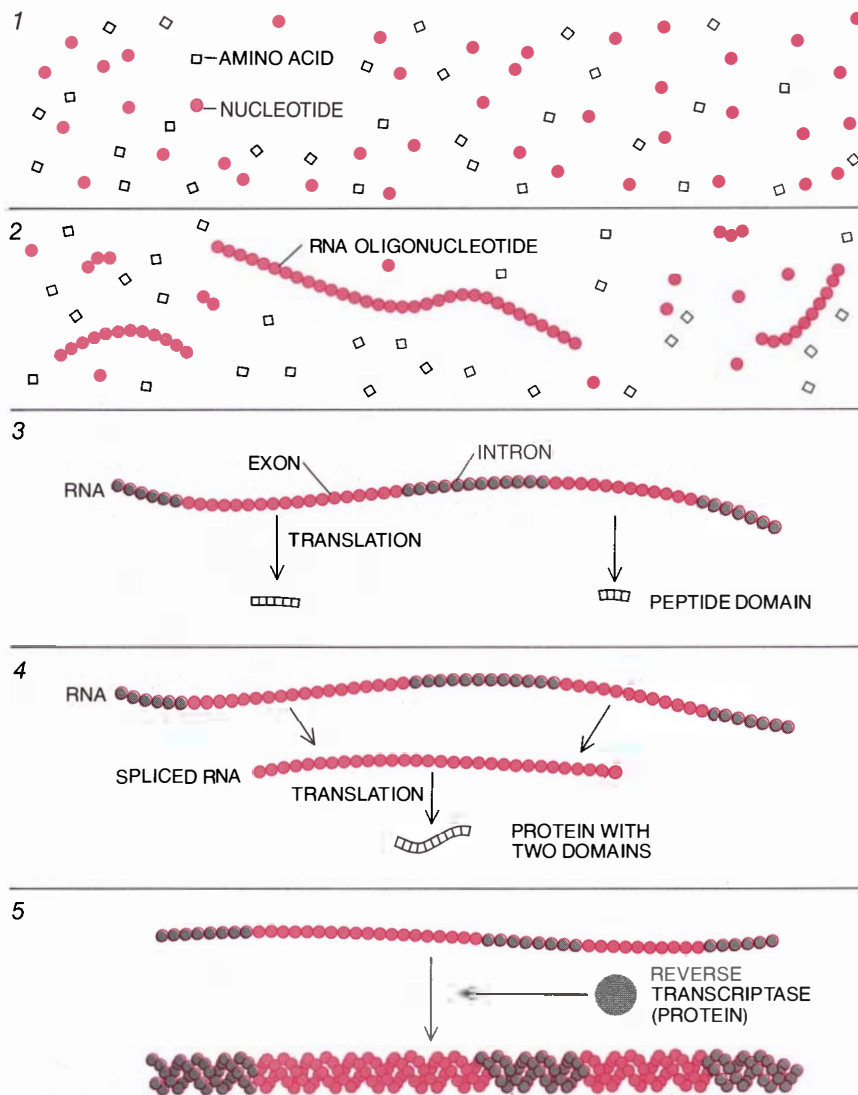 1
AMINO ACID
NUCLEOTIDE
2
RNA OLIGONUCLEOTIDE
3
RNA
EXON
INTRON
TRANSLATION
PEPTIDE DOMAIN
4
RNA
SPLICED RNA
TRANSLATION
PROTEIN WITH
TWO DOMAINS
5
REVERSE
TRANSCRIPTASE
(PROTEIN)